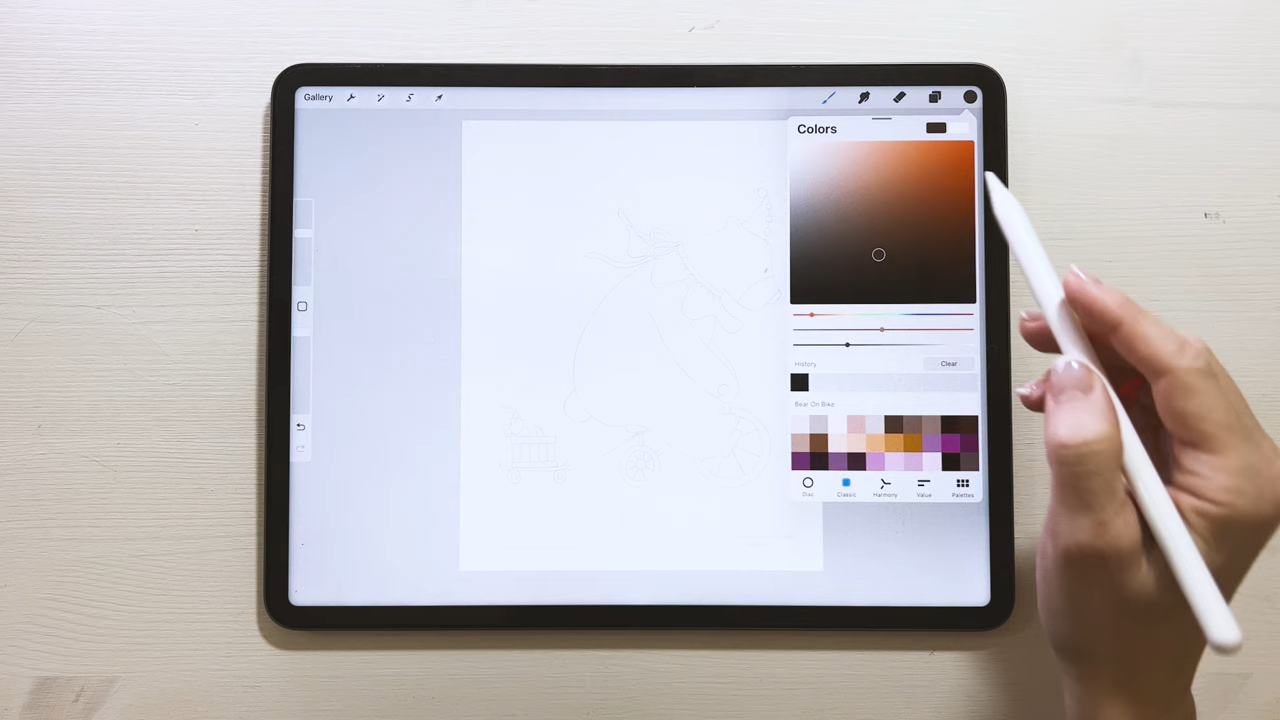 Gallery
Colors
History
Clear
Bear On Bike
Disc
Classic
Harmony
Value
Palettes